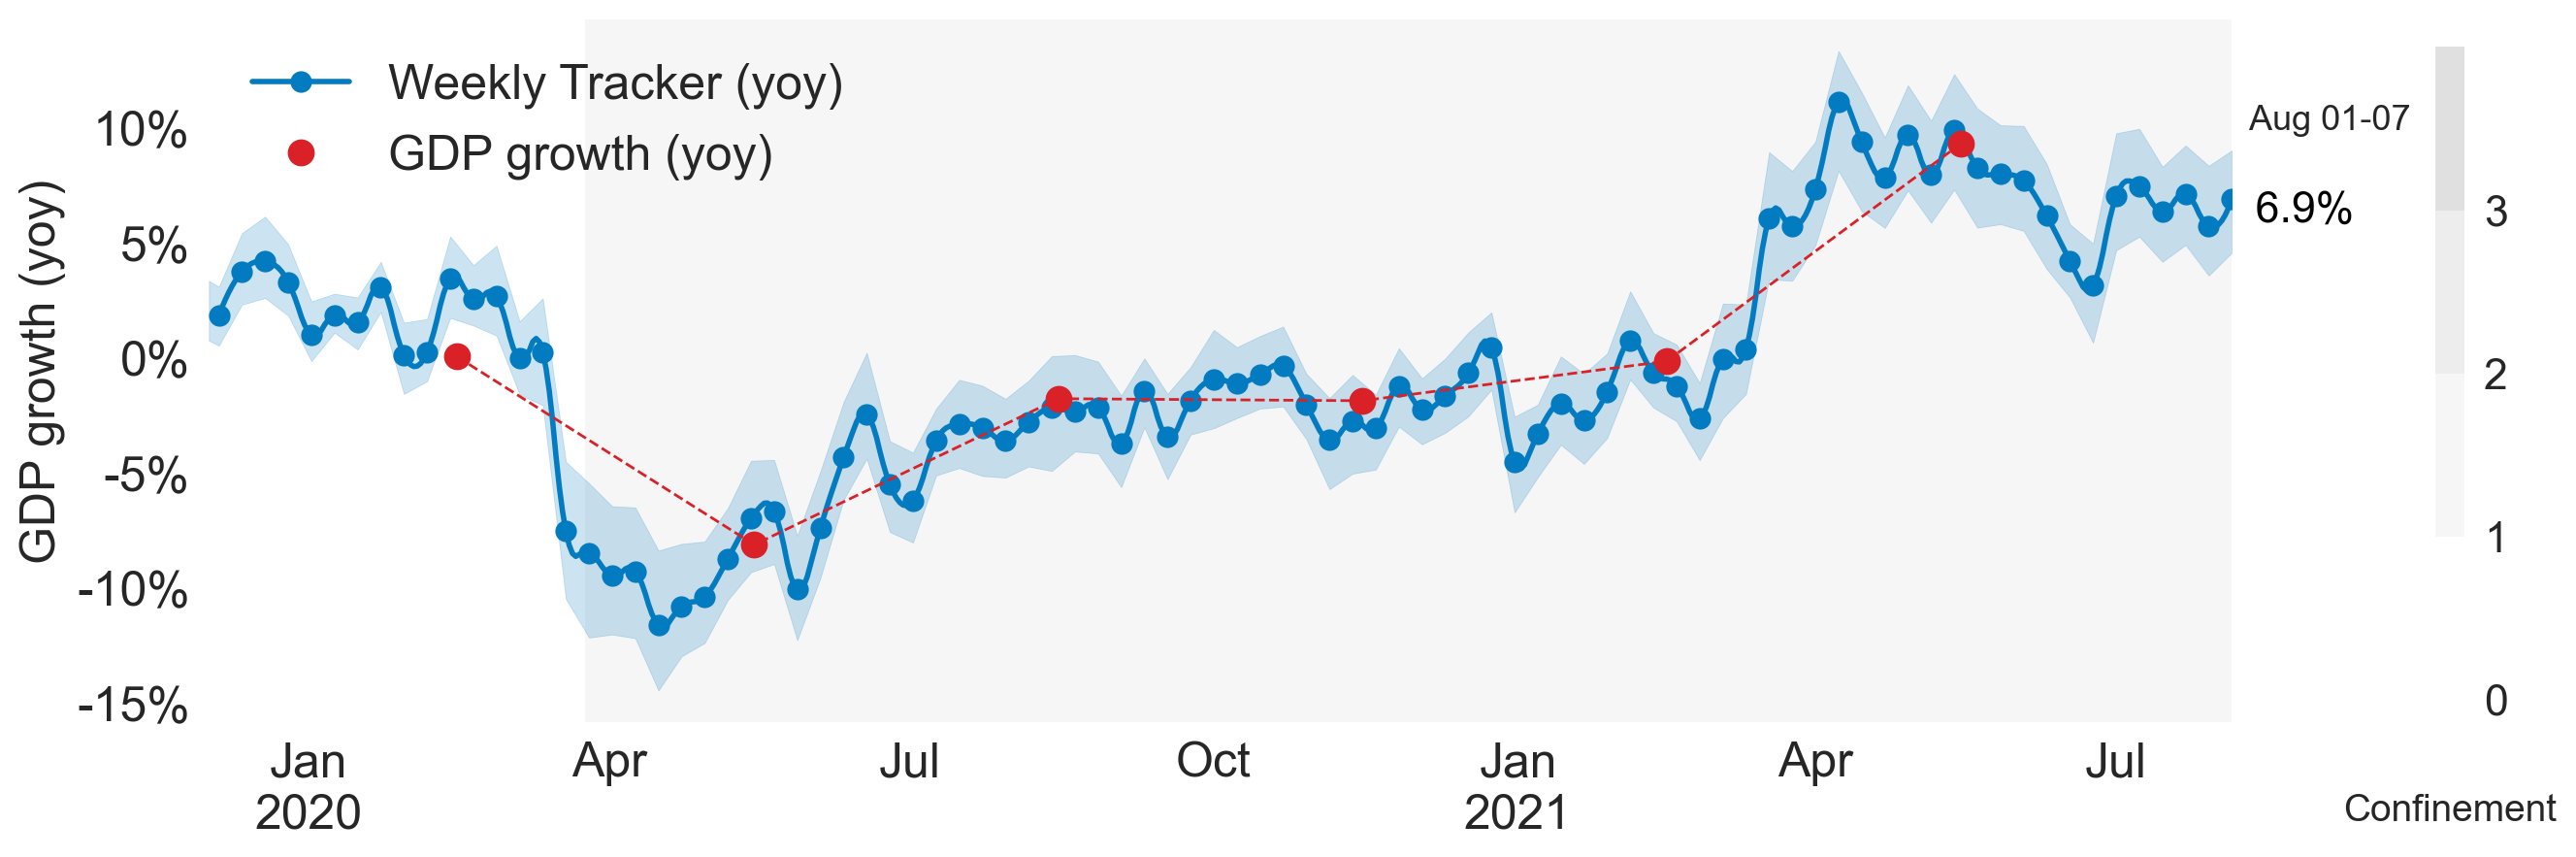 Weekly Tracker (yoy)
GDP growth (yoy)
GDP growth (yoy)
10%
5%
0%
-5%
-10%
-15%
Jan
2020
Apr
Jul
Oct
Jan
2021
Apr
Jul
Aug 01-07
6.9%
3
2
1
0
Confinement